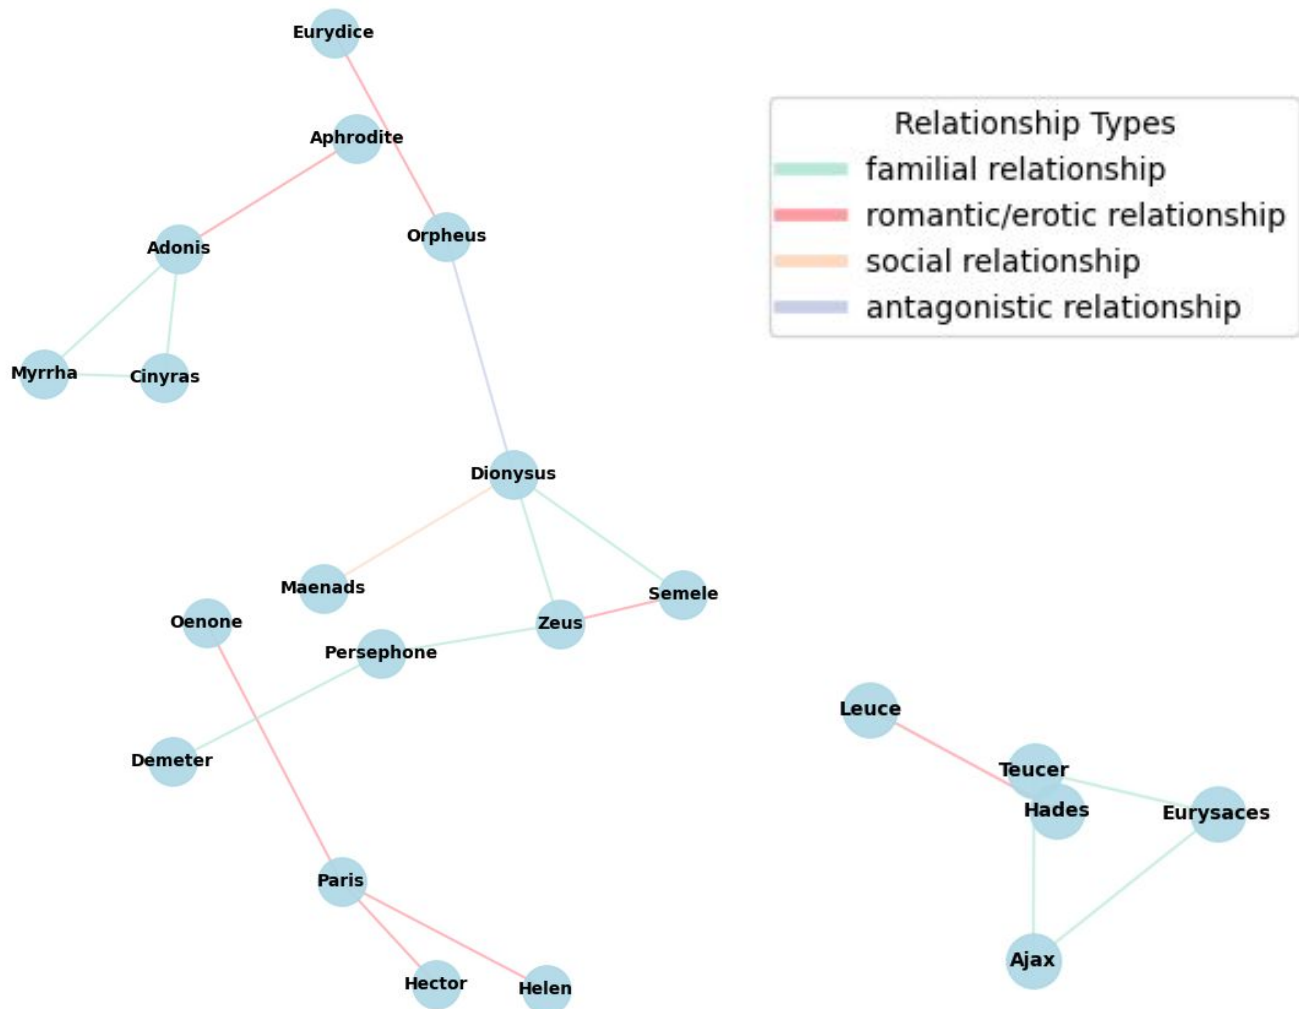 Eurydice
Aphrodite
Orpheus
Adonis
Myrrha
Cinyras
Dionysus
Maenads
Semele
Oenone
Zeus
Persephone
Demeter
Paris
Hector
Helen
Relationship Types
familial relationship
romantic/erotic relationship
social relationship
antagonistic relationship
Leuce
Teucer
Hades
Eurysaces
Ajax